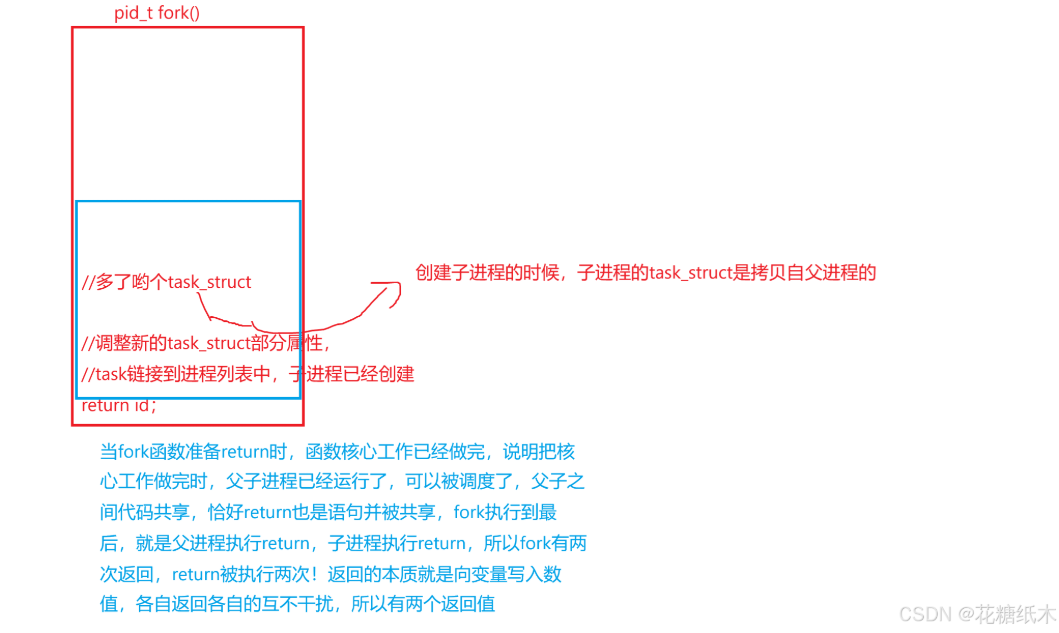 pid_t fork()
//多了哟个task_struct
创建子进程的时候，子进程的task_struct是拷贝自父进程的
//调整新的task_struct部分属性，
//task链接到进程列表中，子进程已经创建
return id；
当fork函数准备return时，函数核心工作已经做完，说明把核
心工作做完时，父子进程已经运行了，可以被调度了，父子之
间代码共享，恰好return也是语句并被共享，fork执行到最
后，就是父进程执行return，子进程执行return，所以fork有两
次返回，return被执行两次！返回的本质就是向变量写入数
值，各自返回各自的互不干扰，所以有两个返回值
CSDN @花糖纸木